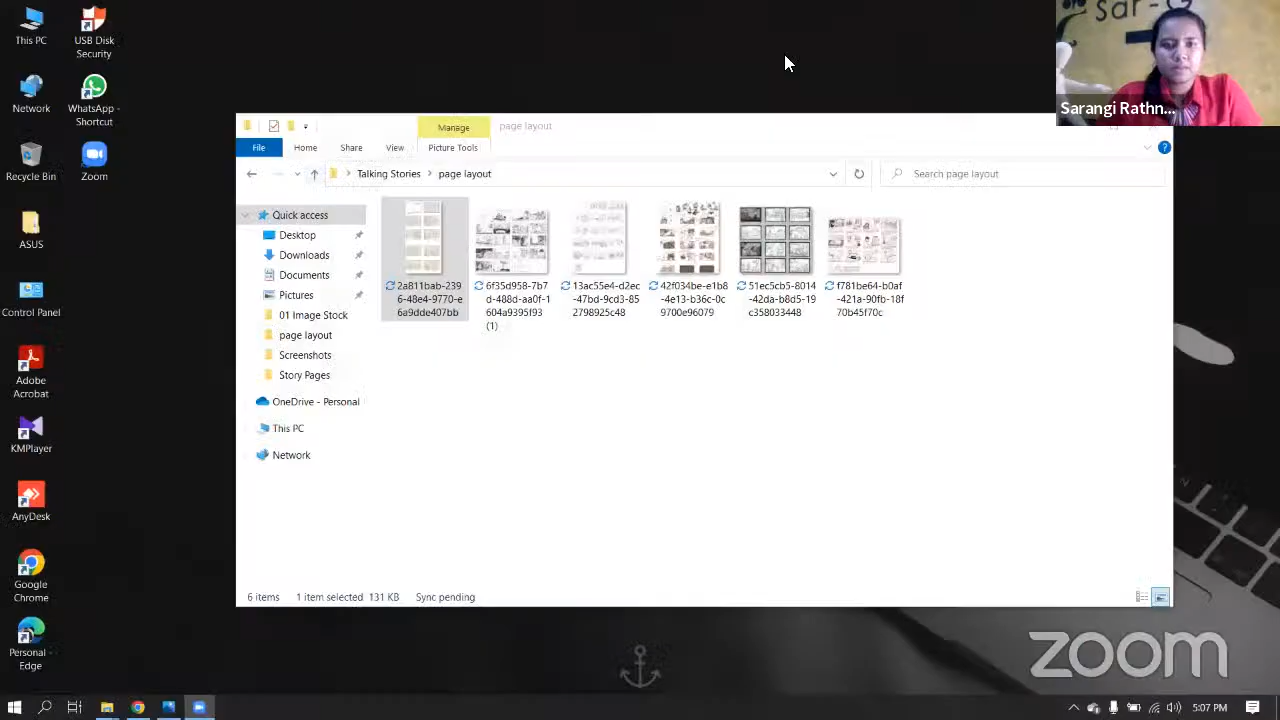 This PC
USB Disk
Security
Network
WhatsApp -
Shortcut
Recycle Bin
Zoom
ASUS
Control Panel
Adobe
Acrobat
KMPlayer
AnyDesk
Google
Chrome
Personal -
Edge
Sarangi Rathn...
Manage
page layout
File
Home
Share
View
Picture Tools
Talking Stories
page layout
Search page layout
Quick access
Desktop
Downloads
Documents
Pictures
01 Image Stock
page layout
Screenshots
Story Pages
OneDrive - Personal
This PC
Network
2a811bab-239
6-48e4-9770-e
6a9dde407bb
6f35d958-7b7
d-488d-aa0f-1
604a9395f93
(1)
13ac55e4-d2ec
-47bd-9cd3-85
2798925c48
42f034be-e1b8
-4e13-b36c-0c
9700e96079
51ec5cb5-8014
-42da-b8d5-19
c358033448
f781be64-b0af
-421a-90fb-18f
70b45f70c
6 items
1 item selected 131 KB
Sync pending
zoom
5:07 PM